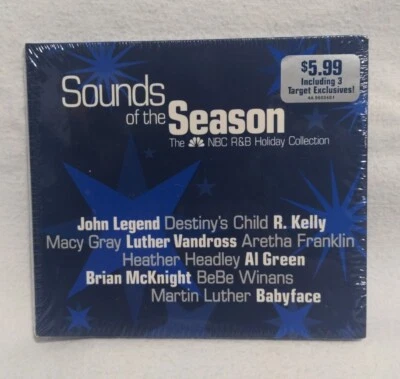 $5.99
Including 3
Target Exclusives!
Sounds
of the Season
The NBC R&B Holiday Collection
John Legend Destiny's Child R. Kelly
Macy Gray Luther Vandross Aretha Franklin
Heather Headley Al Green
Brian McKnight BeBe Winans
Martin Luther Babyface